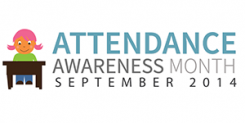 ATTENDANCE
AWARENESS MONTH
SEPTEMBER 2014